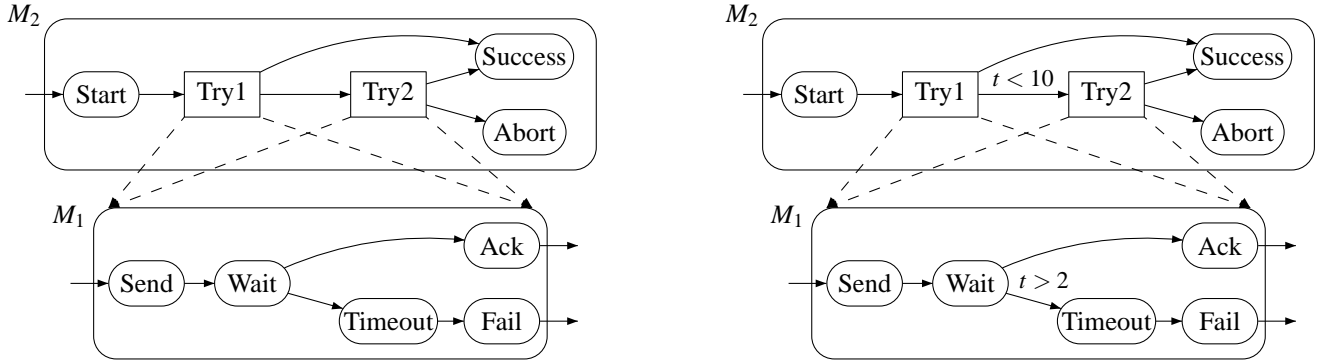 M₂
Success
Start
Try1
Try2
Abort
M₁
Ack
Send
Wait
Timeout
Fail
M₂
Success
t < 10
Start
Try1
Try2
Abort
M₁
Ack
t > 2
Send
Wait
Timeout
Fail